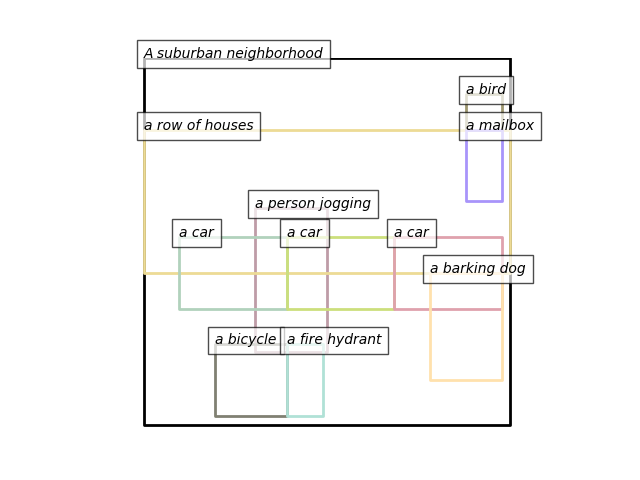 A suburban neighborhood
a bird
a row of houses
a mailbox
a person jogging
a car
a car
a car
a barking dog
a bicycle
a fire hydrant